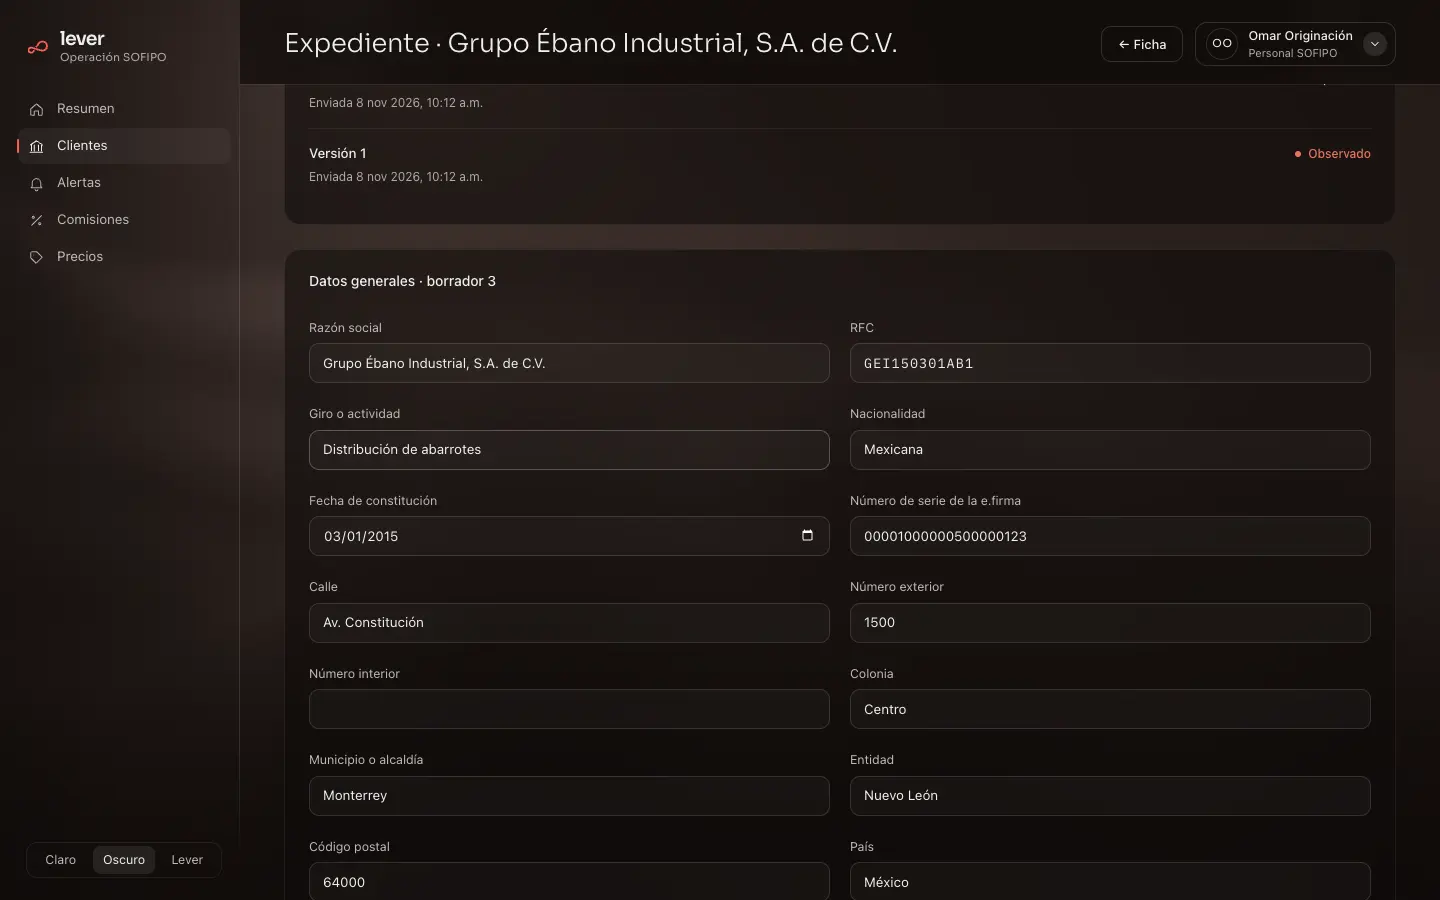 lever
Operación SOFIPO
Resumen
Clientes
Alertas
Comisiones
Precios
Claro
Oscuro
Lever
Expediente · Grupo Ébano Industrial, S.A. de C.V.
← Ficha
OO
Omar Originación
Personal SOFIPO
Enviada 8 nov 2026, 10:12 a.m.
Versión 1
Observado
Enviada 8 nov 2026, 10:12 a.m.
Datos generales · borrador 3
Razón social
Grupo Ébano Industrial, S.A. de C.V.
RFC
GEI150301AB1
Giro o actividad
Distribución de abarrotes
Nacionalidad
Mexicana
Fecha de constitución
03/01/2015
Número de serie de la e.firma
00001000000500000123
Calle
Av. Constitución
Número exterior
1500
Número interior
Colonia
Centro
Municipio o alcaldía
Monterrey
Entidad
Nuevo León
Código postal
64000
País
México